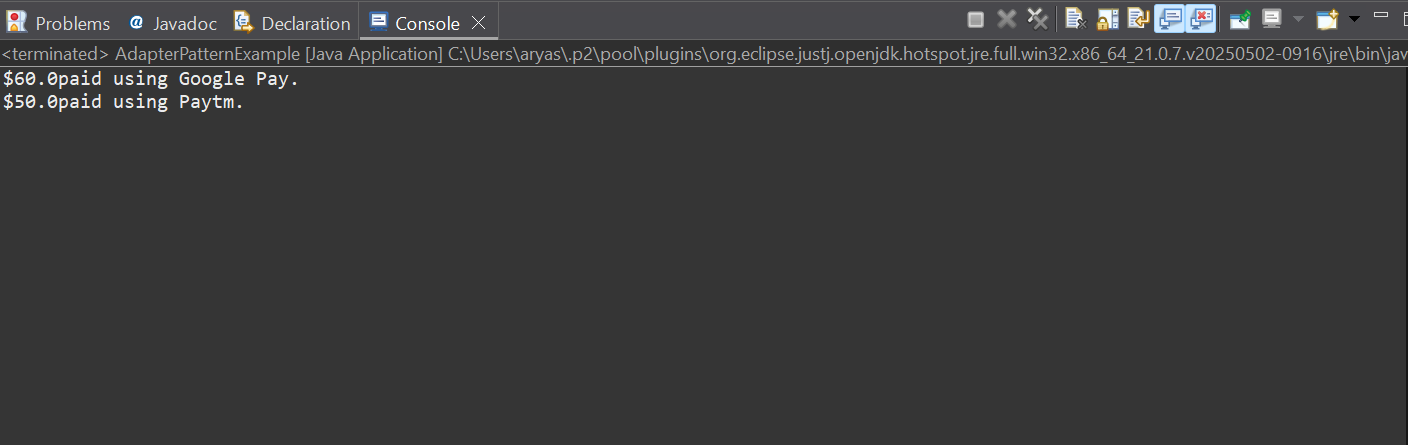 Problems Javadoc Declaration Console
<terminated> AdapterPatternExample [Java Application] C:\Users\aryas\.p2\pool\plugins\org.eclipse.justj.openjdk.hotspot.jre.full.win32.x86_64_21.0.7.v20250502-0916\jre\bin\jav
$60.0paid using Google Pay.
$50.0paid using Paytm.